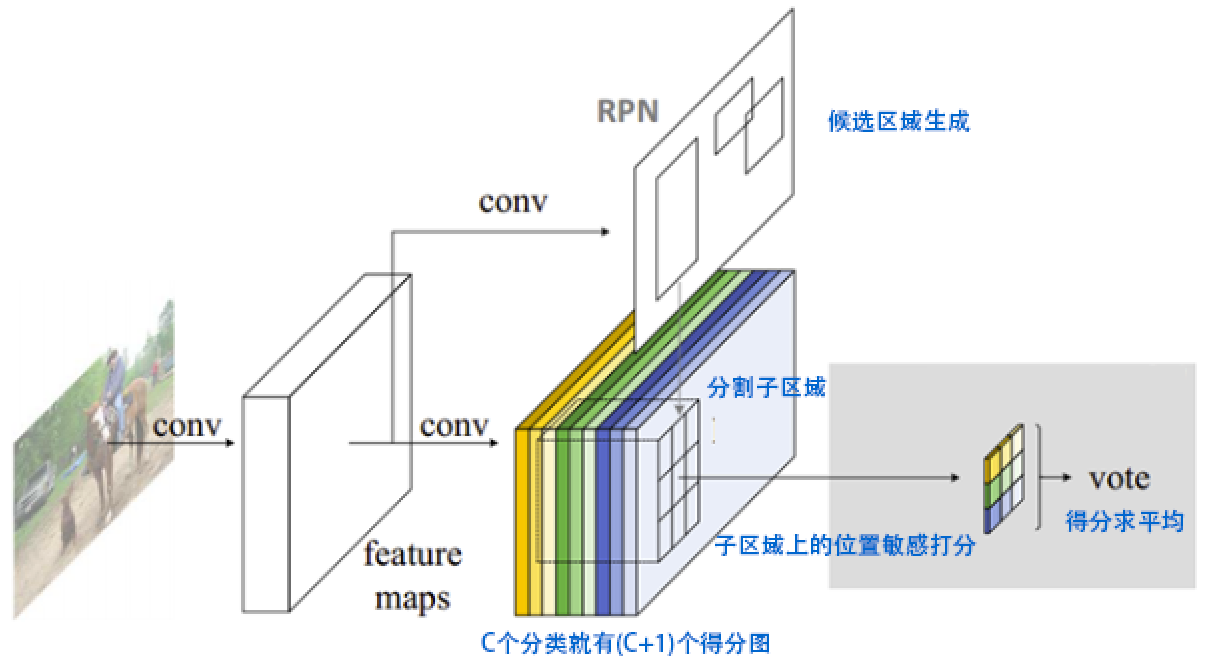 RPN
候选区域生成
conv
分割子区域
conv
conv
vote
得分求平均
子区域上的位置敏感打分
feature
maps
C个分类就有(C+1)个得分图